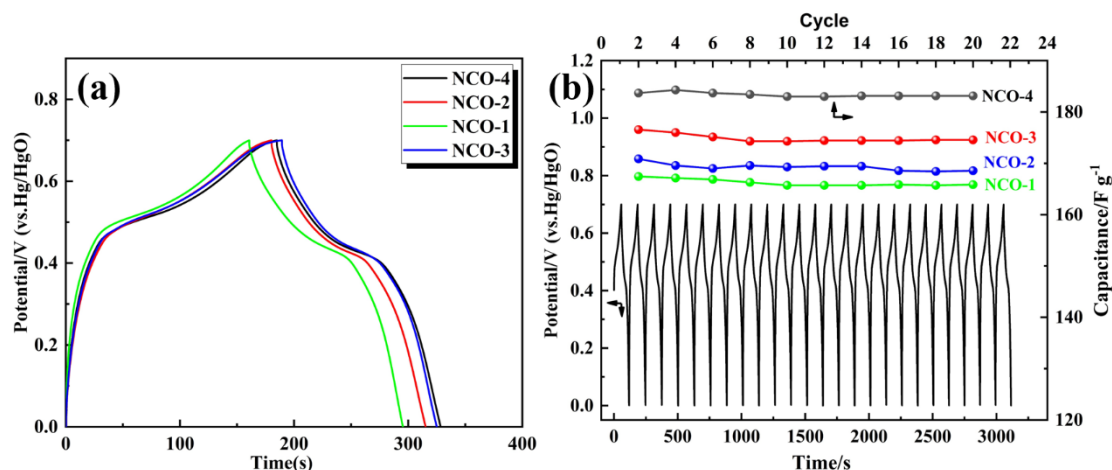 (a)
NCO-4
NCO-2
NCO-1
NCO-3
Potential/V (vs.Hg/HgO)
0.8
0.6
0.4
0.2
0.0
0 100 200 300 400
Time(s)
Cycle
0 2 4 6 8 10 12 14 16 18 20 22 24
(b)
Potential/V (vs.Hg/HgO)
1.2
1.0
0.8
0.6
0.4
0.2
0.0
NCO-4
NCO-3
NCO-2
NCO-1
180
160
140
120
Capacitance/F g-1
0 500 1000 1500 2000 2500 3000
Time/s